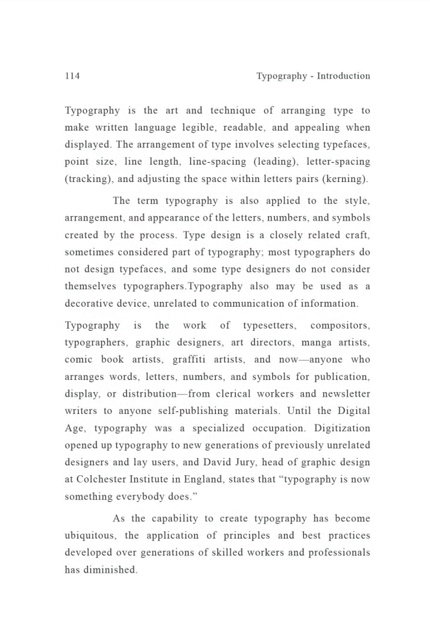 114 Typography - Introduction
Typography is the art and technique of arranging type to
make written language legible, readable, and appealing when
displayed. The arrangement of type involves selecting typefaces,
point size, line length, line-spacing (leading), letter-spacing
(tracking), and adjusting the space within letters pairs (kerning).
The term typography is also applied to the style,
arrangement, and appearance of the letters, numbers, and symbols
created by the process. Type design is a closely related craft,
sometimes considered part of typography; most typographers do
not design typefaces, and some type designers do not consider
themselves typographers.Typography also may be used as a
decorative device, unrelated to communication of information.
Typography is the work of typesetters, compositors,
typographers, graphic designers, art directors, manga artists,
comic book artists, graffiti artists, and now—anyone who
arranges words, letters, numbers, and symbols for publication,
display, or distribution—from clerical workers and newsletter
writers to anyone self-publishing materials. Until the Digital
Age, typography was a specialized occupation. Digitization
opened up typography to new generations of previously unrelated
designers and lay users, and David Jury, head of graphic design
at Colchester Institute in England, states that “typography is now
something everybody does.”
As the capability to create typography has become
ubiquitous, the application of principles and best practices
developed over generations of skilled workers and professionals
has diminished.